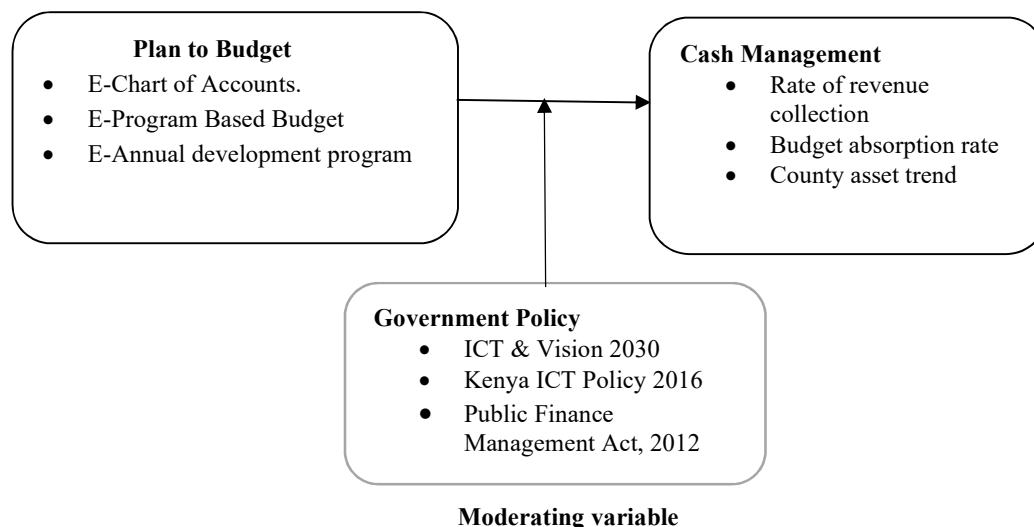 Plan to Budget
• E-Chart of Accounts.
• E-Program Based Budget
• E-Annual development program
Cash Management
• Rate of revenue
collection
• Budget absorption rate
• County asset trend
Government Policy
• ICT & Vision 2030
• Kenya ICT Policy 2016
• Public Finance
Management Act, 2012
Moderating variable